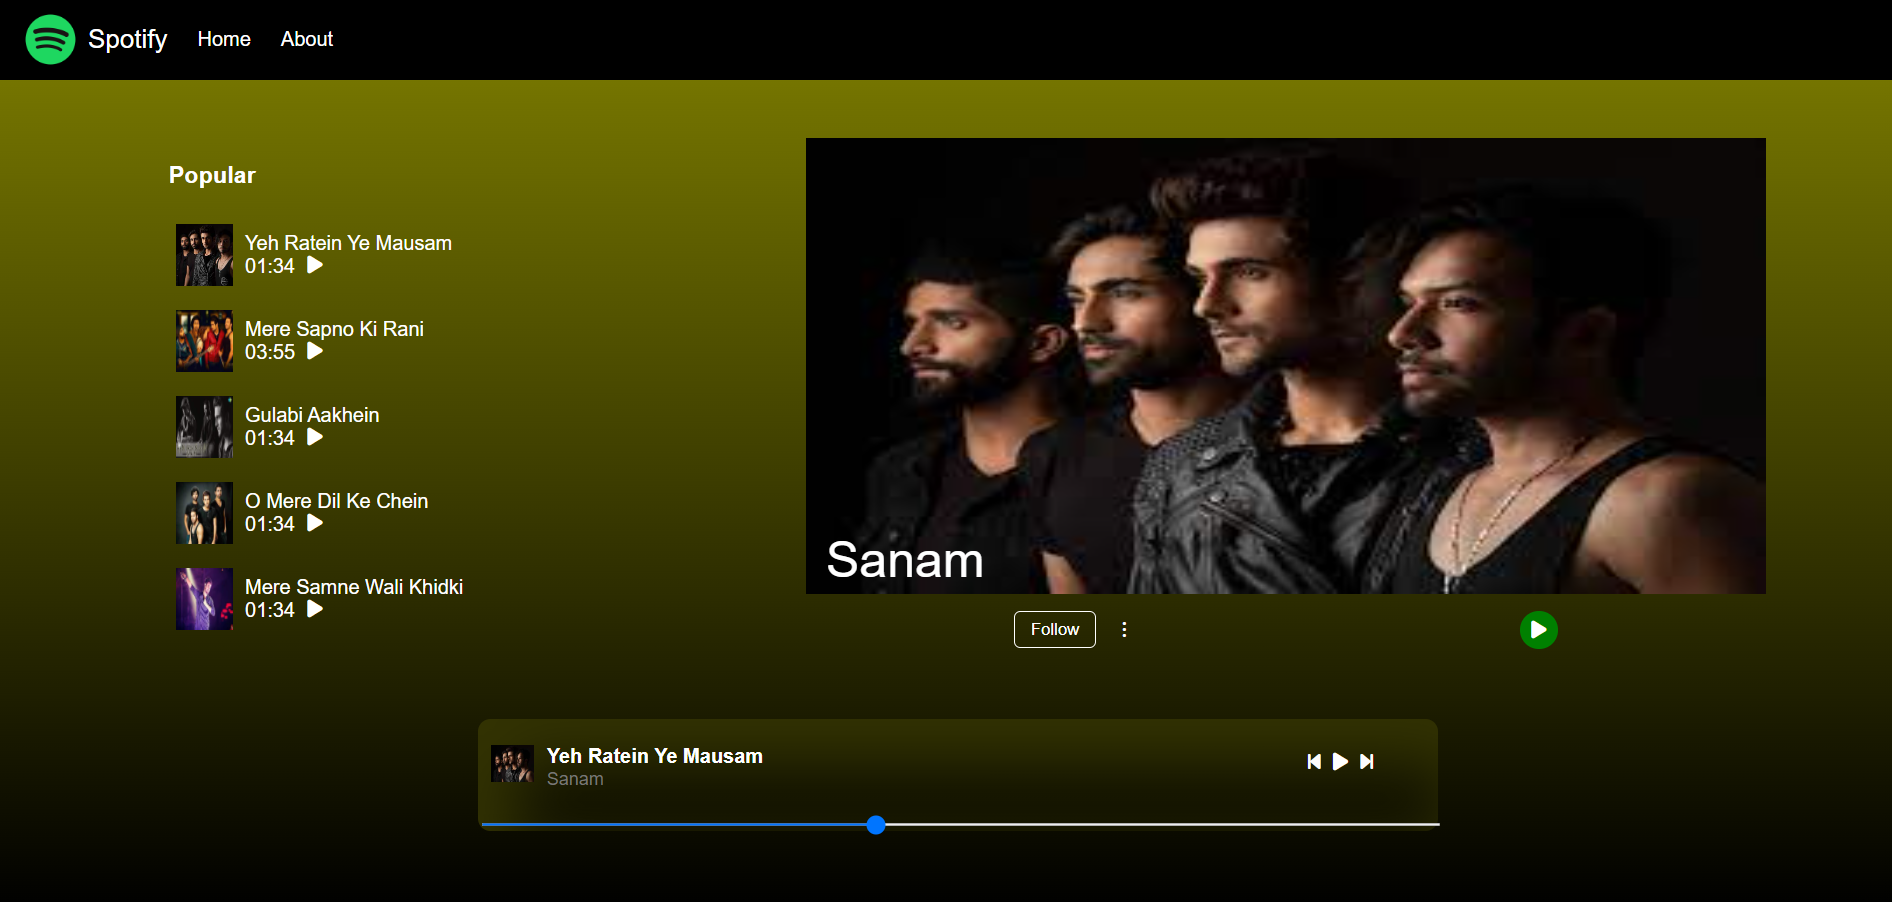 Spotify Home About
Popular
Yeh Ratein Ye Mausam
01:34
Mere Sapno Ki Rani
03:55
Gulabi Aakhein
01:34
O Mere Dil Ke Chein
01:34
Mere Samne Wali Khidki
01:34
Sanam
Follow
Yeh Ratein Ye Mausam
Sanam